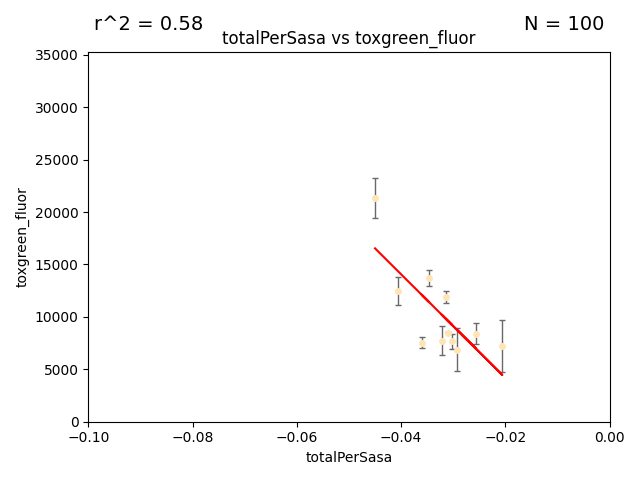 r^2 = 0.58
N = 100
totalPerSasa vs toxgreen_fluor
35000
30000
25000
20000
15000
10000
5000
0
toxgreen_fluor
−0.10
−0.08
−0.06
−0.04
−0.02
0.00
totalPerSasa